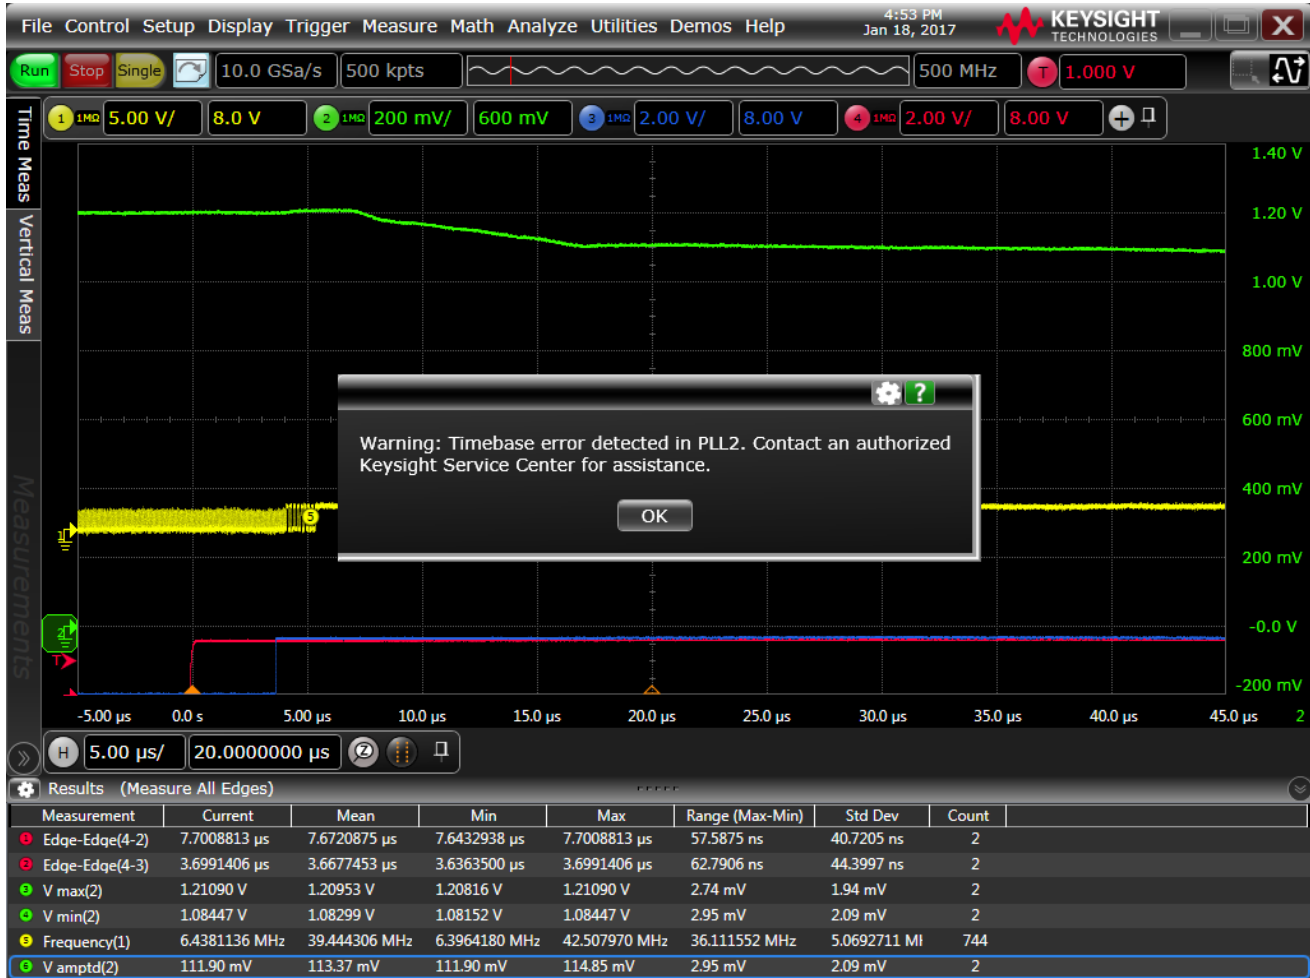 File Control Setup Display Trigger Measure Math Analyze Utilities Demos Help
4:53 PM
Jan 18, 2017
KEYSIGHT
TECHNOLOGIES
Run Stop Single 10.0 GSa/s 500 kpts 500 MHz T 1.000 V
1 1MΩ 5.00 V/ 8.0 V 2 1MΩ 200 mV/ 600 mV 3 1MΩ 2.00 V/ 8.00 V 4 1MΩ 2.00 V/ 8.00 V
Time Meas
Vertical Meas
Measurements
1.40 V
1.20 V
1.00 V
800 mV
600 mV
400 mV
200 mV
-0.0 V
-200 mV
?
Warning: Timebase error detected in PLL2. Contact an authorized
Keysight Service Center for assistance.
OK
5
1
2
T
-5.00 µs 0.0 s 5.00 µs 10.0 µs 15.0 µs 20.0 µs 25.0 µs 30.0 µs 35.0 µs 40.0 µs 45.0 µs 2
H 5.00 µs/ 20.0000000 µs Z
Results (Measure All Edges)
Measurement Current Mean Min Max Range (Max-Min) Std Dev Count
1 Edge-Edge(4-2) 7.7008813 µs 7.6720875 µs 7.6432938 µs 7.7008813 µs 57.5875 ns 40.7205 ns 2
2 Edge-Edge(4-3) 3.6991406 µs 3.6677453 µs 3.6363500 µs 3.6991406 µs 62.7906 ns 44.3997 ns 2
3 V max(2) 1.21090 V 1.20953 V 1.20816 V 1.21090 V 2.74 mV 1.94 mV 2
4 V min(2) 1.08447 V 1.08299 V 1.08152 V 1.08447 V 2.95 mV 2.09 mV 2
5 Frequency(1) 6.4381136 MHz 39.444306 MHz 6.3964180 MHz 42.507970 MHz 36.111552 MHz 5.0692711 MH 744
6 V amptd(2) 111.90 mV 113.37 mV 111.90 mV 114.85 mV 2.95 mV 2.09 mV 2